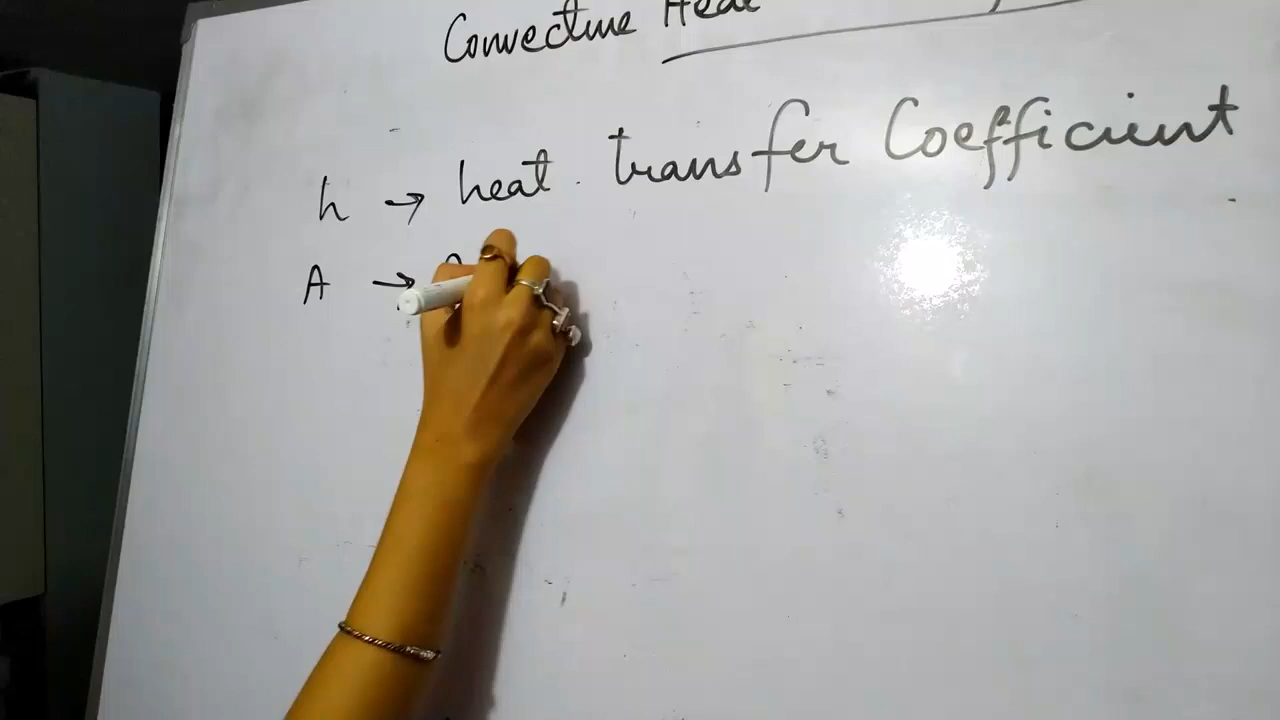 Convective Heat
h → heat transfer Coefficient
A →